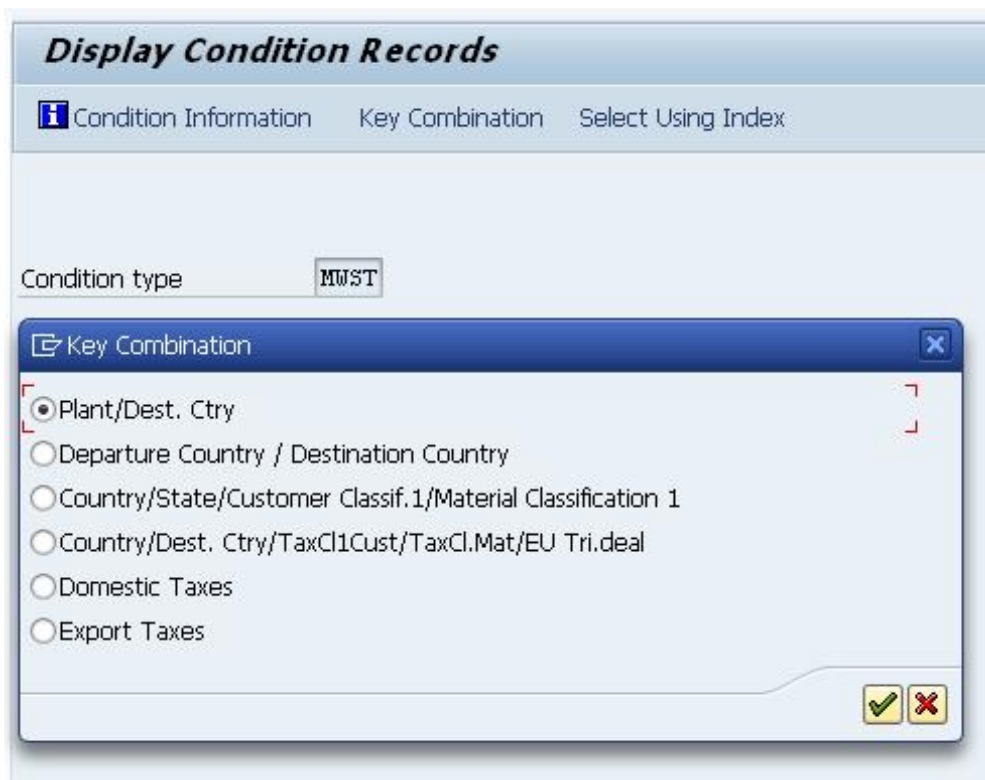 Display Condition Records
Condition Information Key Combination Select Using Index
Condition type MWST
Key Combination
Plant/Dest. Ctry
Departure Country / Destination Country
Country/State/Customer Classif.1/Material Classification 1
Country/Dest. Ctry/TaxCl1Cust/TaxCl.Mat/EU Tri.deal
Domestic Taxes
Export Taxes